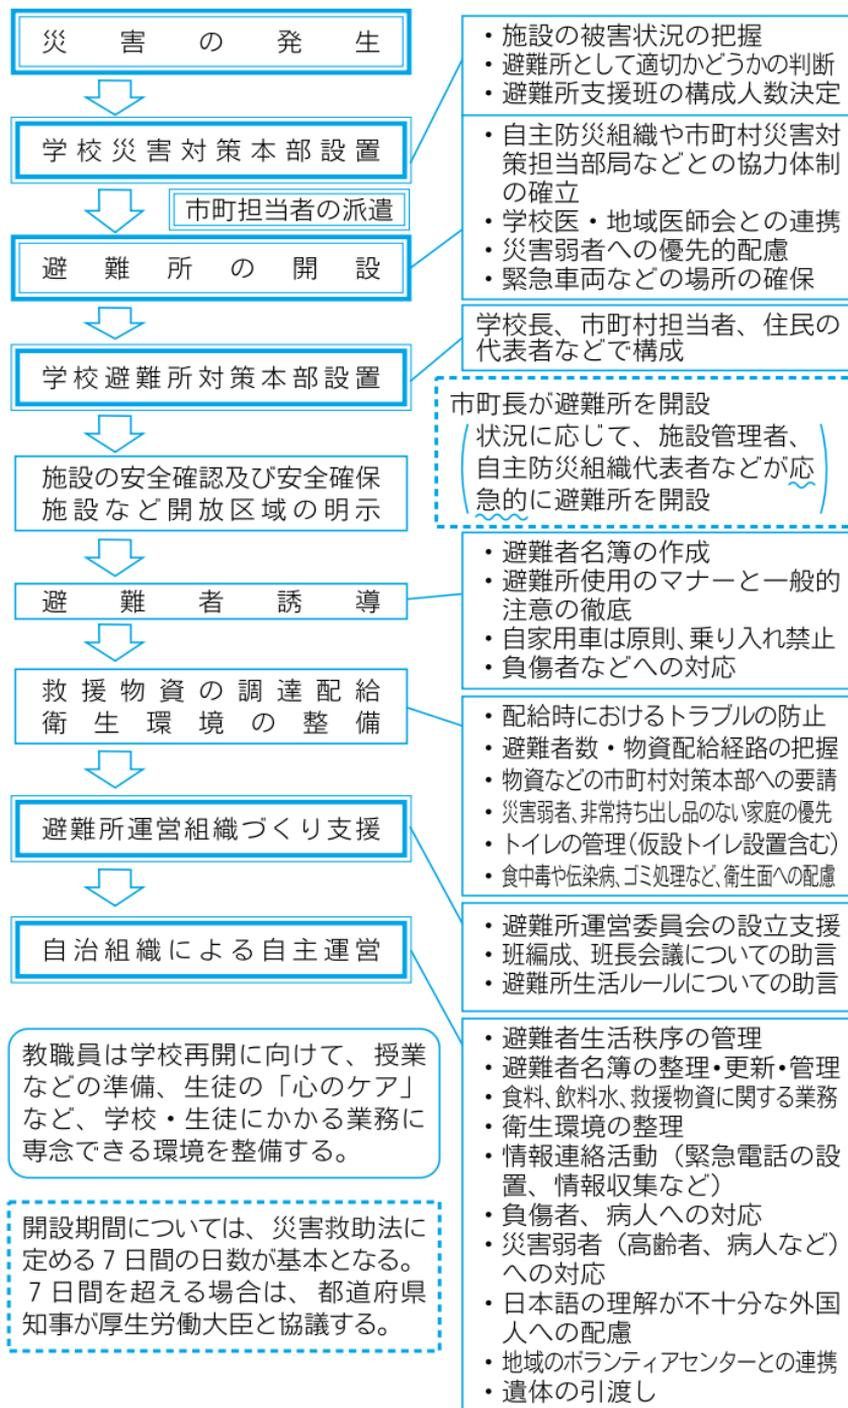 災害の発生
学校災害対策本部設置
市町担当者の派遣
避難所の開設
学校避難所対策本部設置
施設の安全確認及び安全確保
施設など開放区域の明示
避難者誘導
救援物資の調達配給
衛生環境の整備
避難所運営組織づくり支援
自治組織による自主運営
教職員は学校再開に向けて、授業
などの準備、生徒の「心のケア」
など、学校・生徒にかかる業務に
専念できる環境を整備する。
開設期間については、災害救助法に
定める7日間の日数が基本となる。
7日間を超える場合は、都道府県
知事が厚生労働大臣と協議する。
・施設の被害状況の把握
・避難所として適切かどうかの判断
・避難所支援班の構成人数決定
・自主防災組織や市町村災害対
策担当部局などとの協力体制
の確立
・学校医・地域医師会との連携
・災害弱者への優先的配慮
・緊急車両などの場所の確保
学校長、市町村担当者、住民の
代表者などで構成
市町長が避難所を開設
(状況に応じて、施設管理者、
自主防災組織代表者などが応
急的に避難所を開設)
・避難者名簿の作成
・避難所使用のマナーと一般的
注意の徹底
・自家用車は原則、乗り入れ禁止
・負傷者などへの対応
・配給時におけるトラブルの防止
・避難者数・物資配給経路の把握
・物資などの市町村対策本部への要請
・災害弱者、非常持ち出し品のない家庭の優先
・トイレの管理(仮設トイレ設置含む)
・食中毒や伝染病、ゴミ処理など、衛生面への配慮
・避難所運営委員会の設立支援
・班編成、班長会議についての助言
・避難所生活ルールについての助言
・避難者生活秩序の管理
・避難者名簿の整理・更新・管理
・食料、飲料水、救援物資に関する業務
・衛生環境の整理
・情報連絡活動(緊急電話の設
置、情報収集など)
・負傷者、病人への対応
・災害弱者(高齢者、病人など)
への対応
・日本語の理解が不十分な外国
人への配慮
・地域のボランティアセンターとの連携
・遺体の引渡し